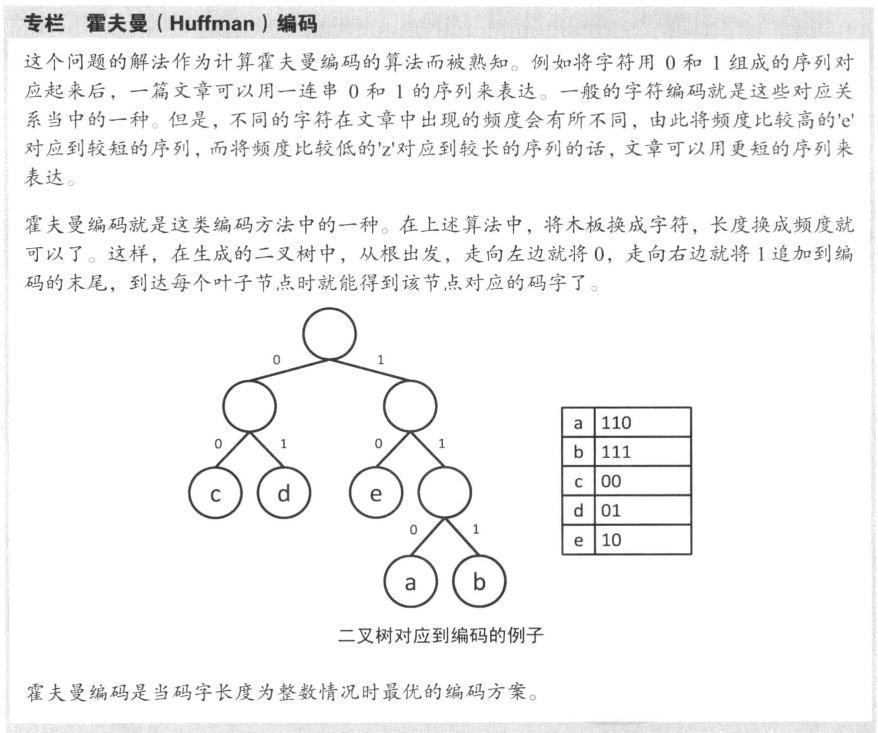 专栏 霍夫曼（Huffman）编码
这个问题的解法作为计算霍夫曼编码的算法而被熟知。例如将字符用 0 和 1 组成的序列对
应起来后，一篇文章可以用一连串 0 和 1 的序列来表达。一般的字符编码就是这些对应关
系当中的一种。但是，不同的字符在文章中出现的频度会有所不同，由此将频度比较高的'e'
对应到较短的序列，而将频度比较低的'z'对应到较长的序列的话，文章可以用更短的序列来
表达。
霍夫曼编码就是这类编码方法中的一种。在上述算法中，将木板换成字符，长度换成频度就
可以了。这样，在生成的二叉树中，从根出发，走向左边就将 0，走向右边就将 1 追加到编
码的末尾，到达每个叶子节点时就能得到该节点对应的码字了。
0 1
0 1 0 1
c d e
0 1
a b
a 110
b 111
c 00
d 01
e 10
二叉树对应到编码的例子
霍夫曼编码是当码字长度为整数情况时最优的编码方案。